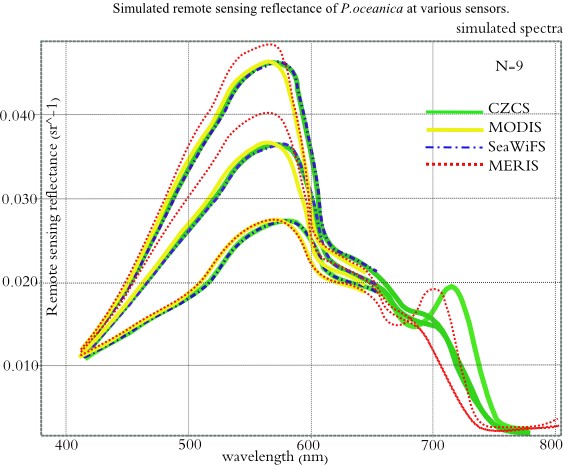 Simulated remote sensing reflectance of P.oceanica at various sensors.
simulated spectra
N-9
CZCS
MODIS
SeaWiFS
MERIS
Remote sensing reflectance (sr^-1)
0.040
0.030
0.020
0.010
400 500 600 700 800
wavelength (nm)